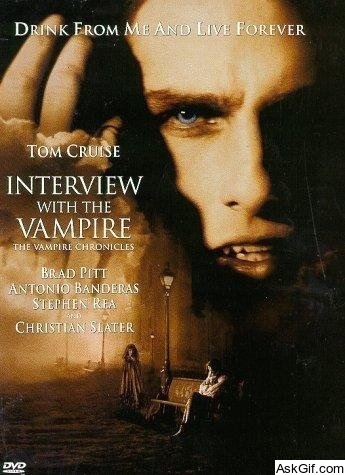 DRINK FROM ME AND LIVE FOREVER
TOM CRUISE
INTERVIEW
WITH THE
VAMPIRE
THE VAMPIRE CHRONICLES
BRAD PITT
ANTONIO BANDERAS
STEPHEN REA
AND
CHRISTIAN SLATER
DVD
AskGif.com